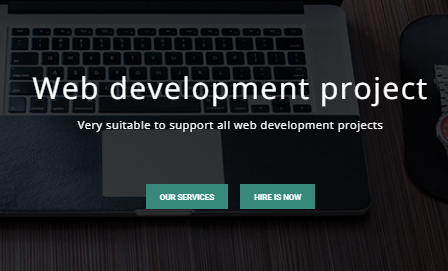 Web development project
Very suitable to support all web development projects
OUR SERVICES
HIRE IS NOW